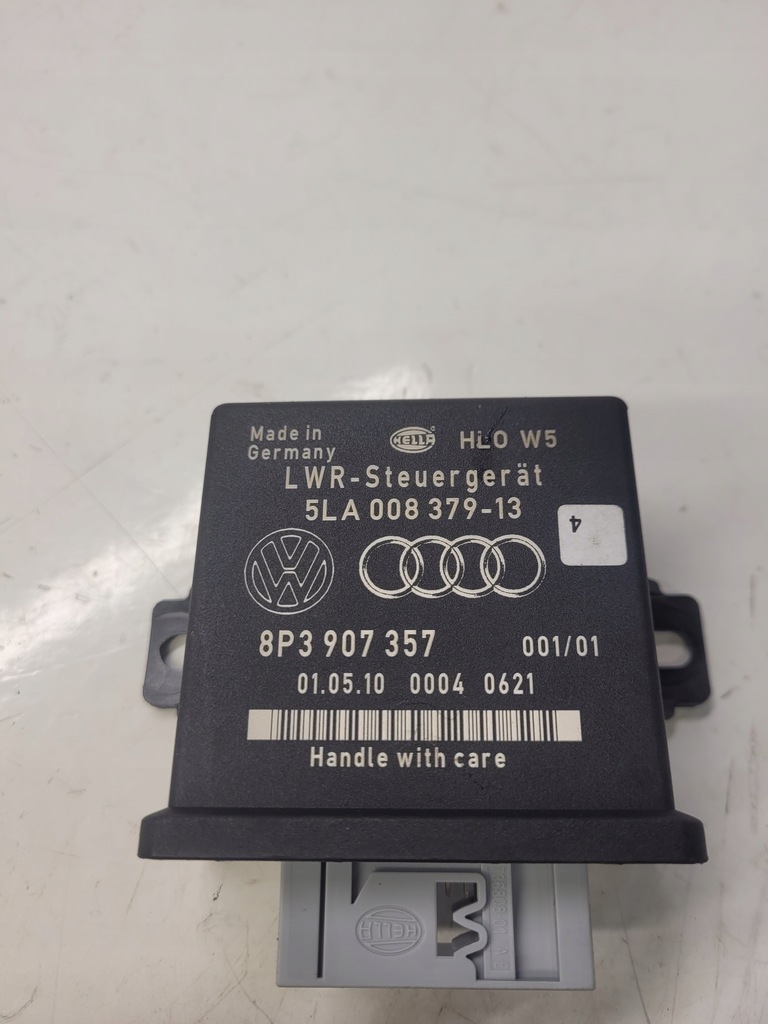 Made in
Germany
HELLA
HLO W5
LWR-Steuergerät
5LA 008 379-13
4
8P3 907 357
001/01
01.05.10 0004 0621
Handle with care
HELLA